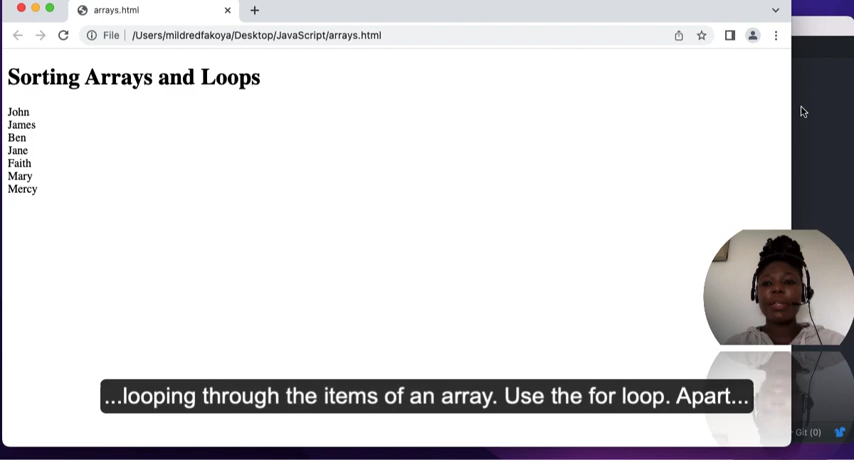 arrays.html
File | /Users/mildredfakoya/Desktop/JavaScript/arrays.html
Sorting Arrays and Loops
John
James
Ben
Jane
Faith
Mary
Mercy
...looping through the items of an array. Use the for loop. Apart...
Git (0)